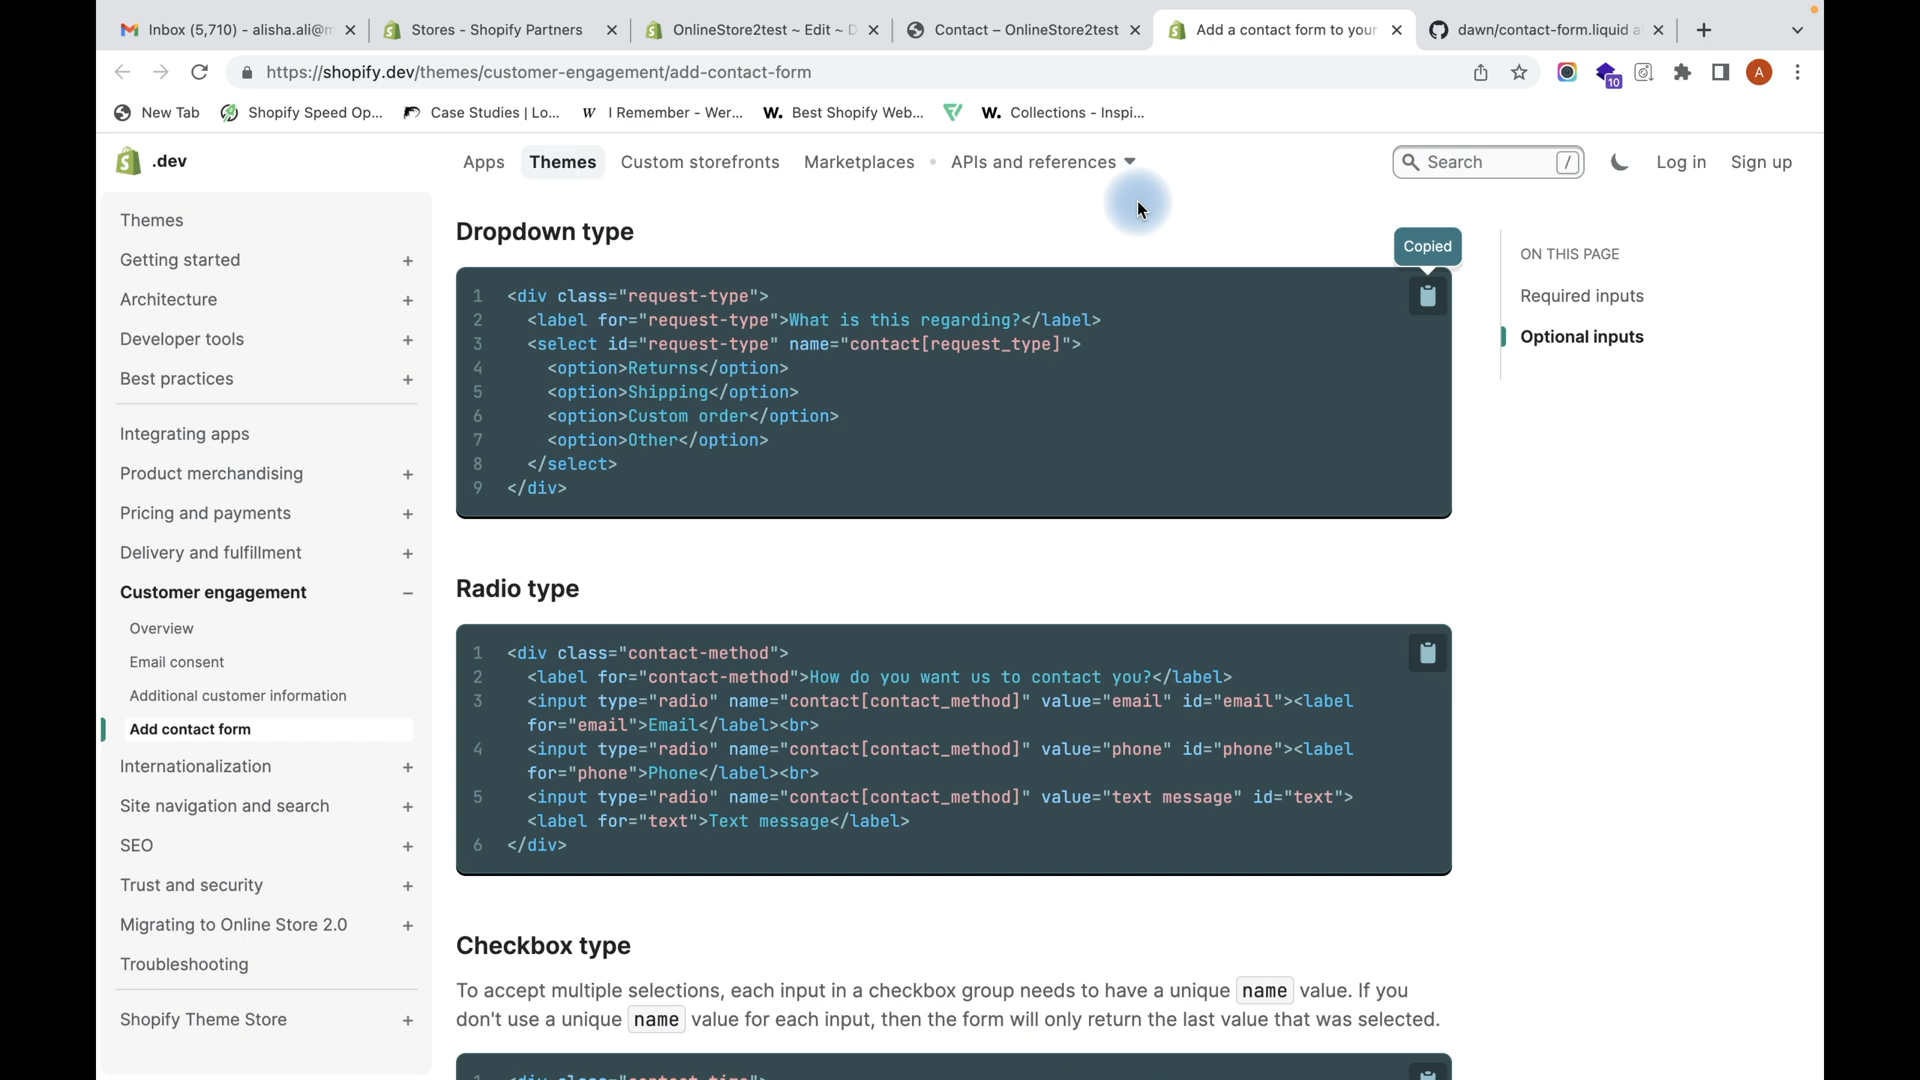 Inbox (5,710) - alisha.ali@m
Stores - Shopify Partners
OnlineStore2test ~ Edit ~ D
Contact – OnlineStore2test
Add a contact form to your
dawn/contact-form.liquid a
https://shopify.dev/themes/customer-engagement/add-contact-form
10
A
New Tab
Shopify Speed Op...
Case Studies | Lo...
W I Remember - Wer...
W. Best Shopify Web...
W. Collections - Inspi...
.dev
Apps
Themes
Custom storefronts
Marketplaces
APIs and references
Search /
Log in
Sign up
Themes
Getting started +
Architecture +
Developer tools +
Best practices +
Integrating apps
Product merchandising +
Pricing and payments +
Delivery and fulfillment +
Customer engagement −
Overview
Email consent
Additional customer information
Add contact form
Internationalization +
Site navigation and search +
SEO +
Trust and security +
Migrating to Online Store 2.0 +
Troubleshooting
Shopify Theme Store +
Dropdown type
Copied
1 <div class="request-type">
2 <label for="request-type">What is this regarding?</label>
3 <select id="request-type" name="contact[request_type]">
4 <option>Returns</option>
5 <option>Shipping</option>
6 <option>Custom order</option>
7 <option>Other</option>
8 </select>
9 </div>
Radio type
1 <div class="contact-method">
2 <label for="contact-method">How do you want us to contact you?</label>
3 <input type="radio" name="contact[contact_method]" value="email" id="email"><label
for="email">Email</label><br>
4 <input type="radio" name="contact[contact_method]" value="phone" id="phone"><label
for="phone">Phone</label><br>
5 <input type="radio" name="contact[contact_method]" value="text message" id="text">
<label for="text">Text message</label>
6 </div>
Checkbox type
To accept multiple selections, each input in a checkbox group needs to have a unique name value. If you
don't use a unique name value for each input, then the form will only return the last value that was selected.
1 <div class="contact-time">
ON THIS PAGE
Required inputs
Optional inputs